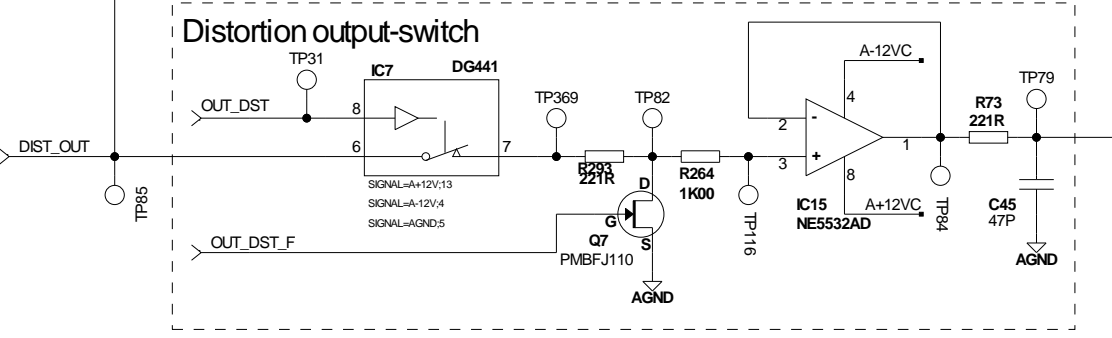 Distortion output-switch
TP31
IC7
DG441
OUT_DST
8
6
7
DIST_OUT
TP85
SIGNAL=A+12V;13
SIGNAL=A-12V;4
SIGNAL=AGND;5
TP369
TP82
R293
221R
R264
1K00
OUT_DST_F
D
G
S
Q7
PMBFJ110
AGND
TP116
A-12VC
4
2
-
3
+
1
8
A+12VC
IC15
NE5532AD
TP84
R73
221R
TP79
C45
47P
AGND